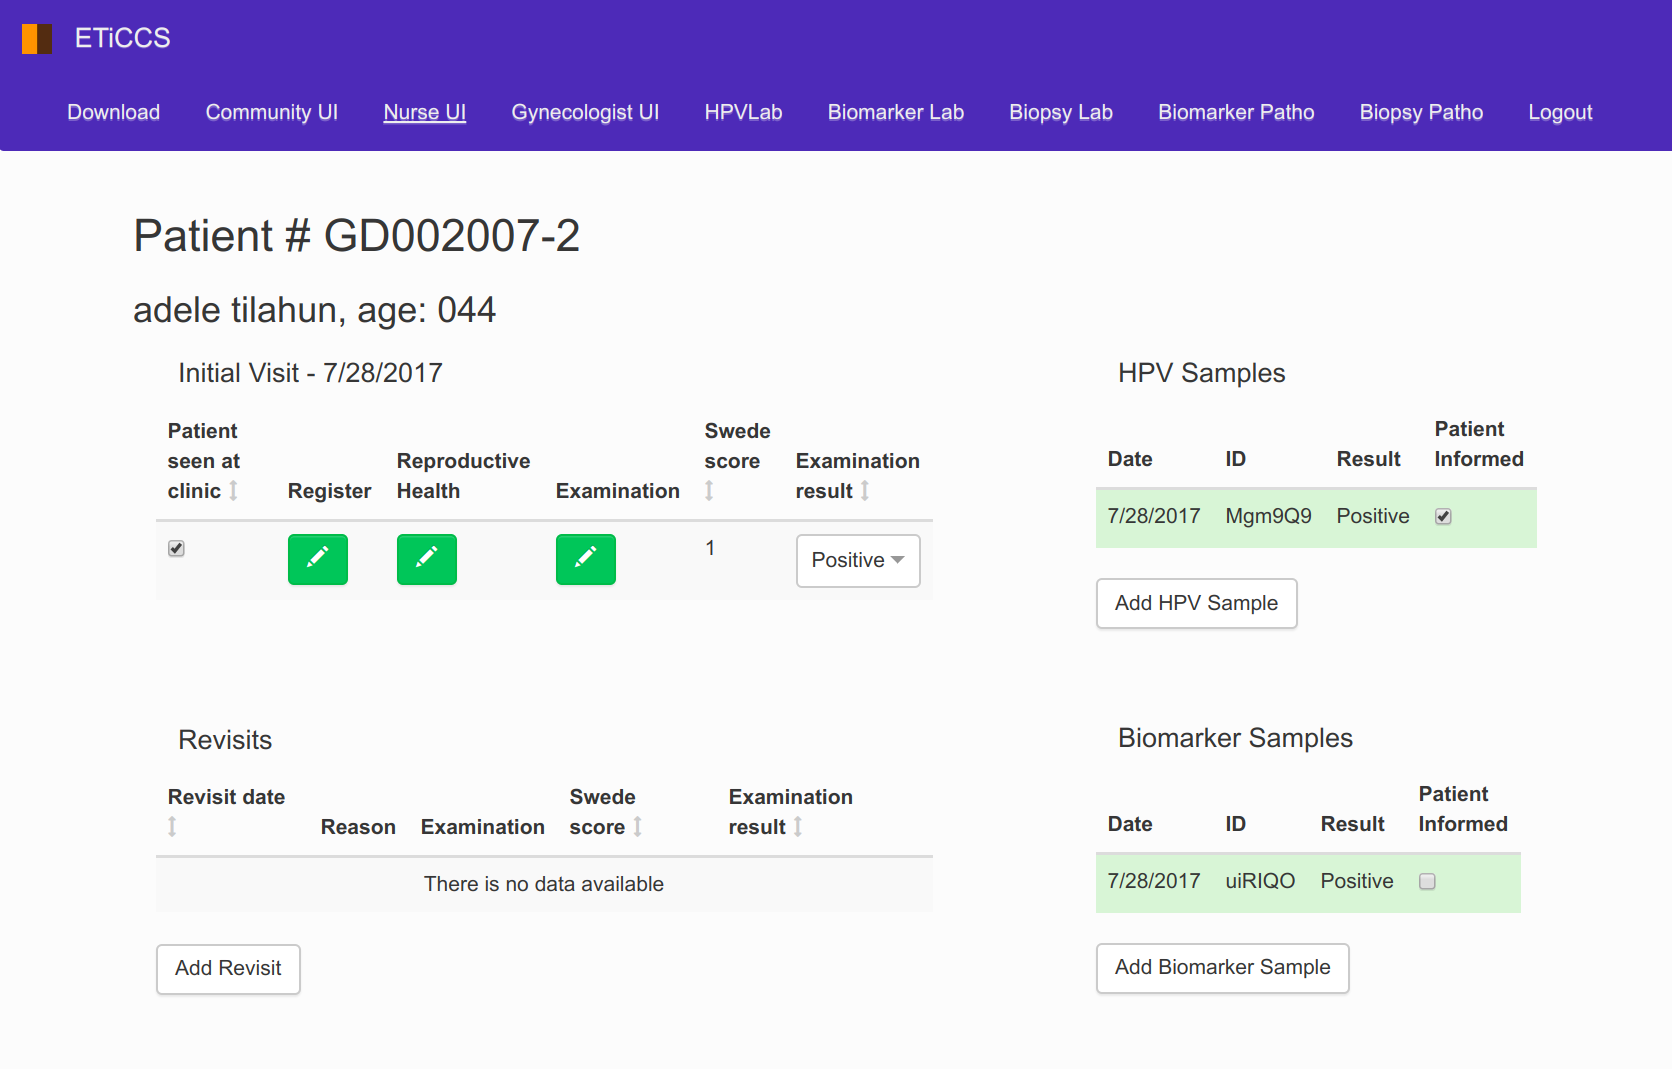 ETiCCS
Download Community UI Nurse UI Gynecologist UI HPVLab Biomarker Lab Biopsy Lab Biomarker Patho Biopsy Patho Logout
Patient # GD002007-2
adele tilahun, age: 044
Initial Visit - 7/28/2017
Patient seen at clinic Register Reproductive Health Examination Swede score Examination result
1 Positive
HPV Samples
Date ID Result Patient Informed
7/28/2017 Mgm9Q9 Positive
Add HPV Sample
Revisits
Revisit date Reason Examination Swede score Examination result
There is no data available
Add Revisit
Biomarker Samples
Date ID Result Patient Informed
7/28/2017 uiRIQO Positive
Add Biomarker Sample